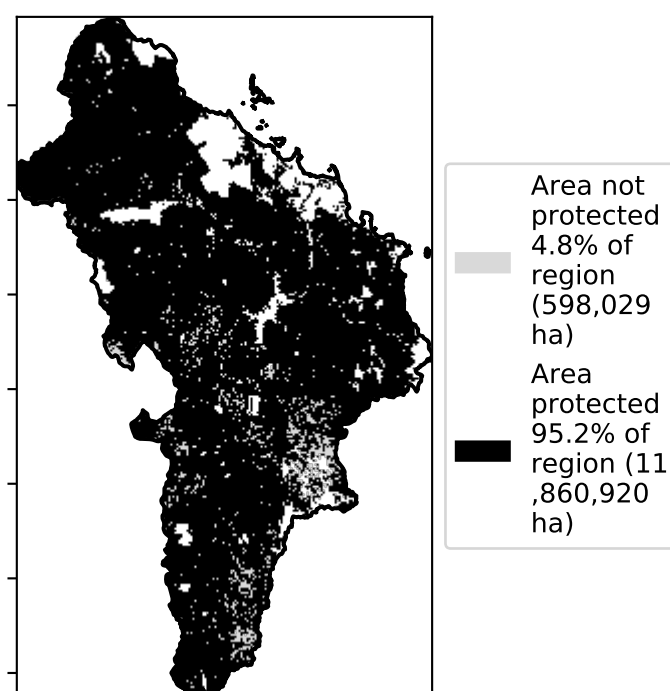 Area not
protected
4.8% of
region
(598,029
ha)
Area
protected
95.2% of
region (11
,860,920
ha)